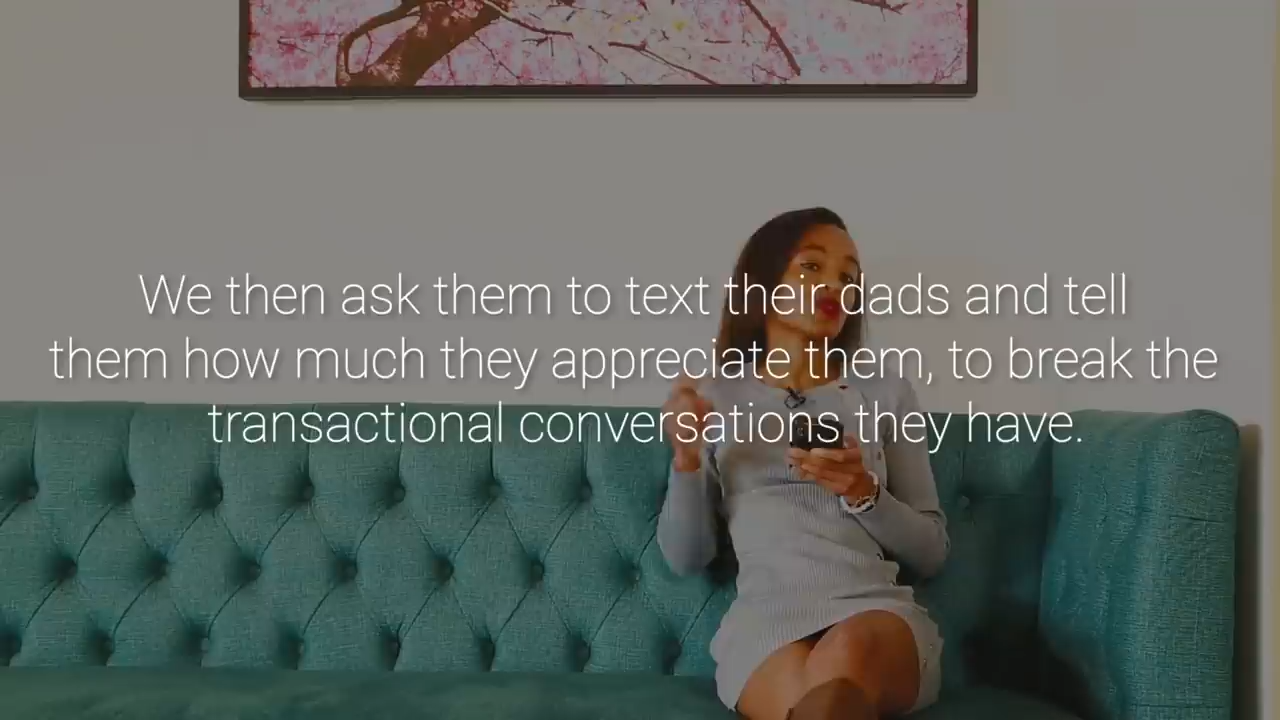 We then ask them to text their dads and tell
them how much they appreciate them, to break the
transactional conversations they have.